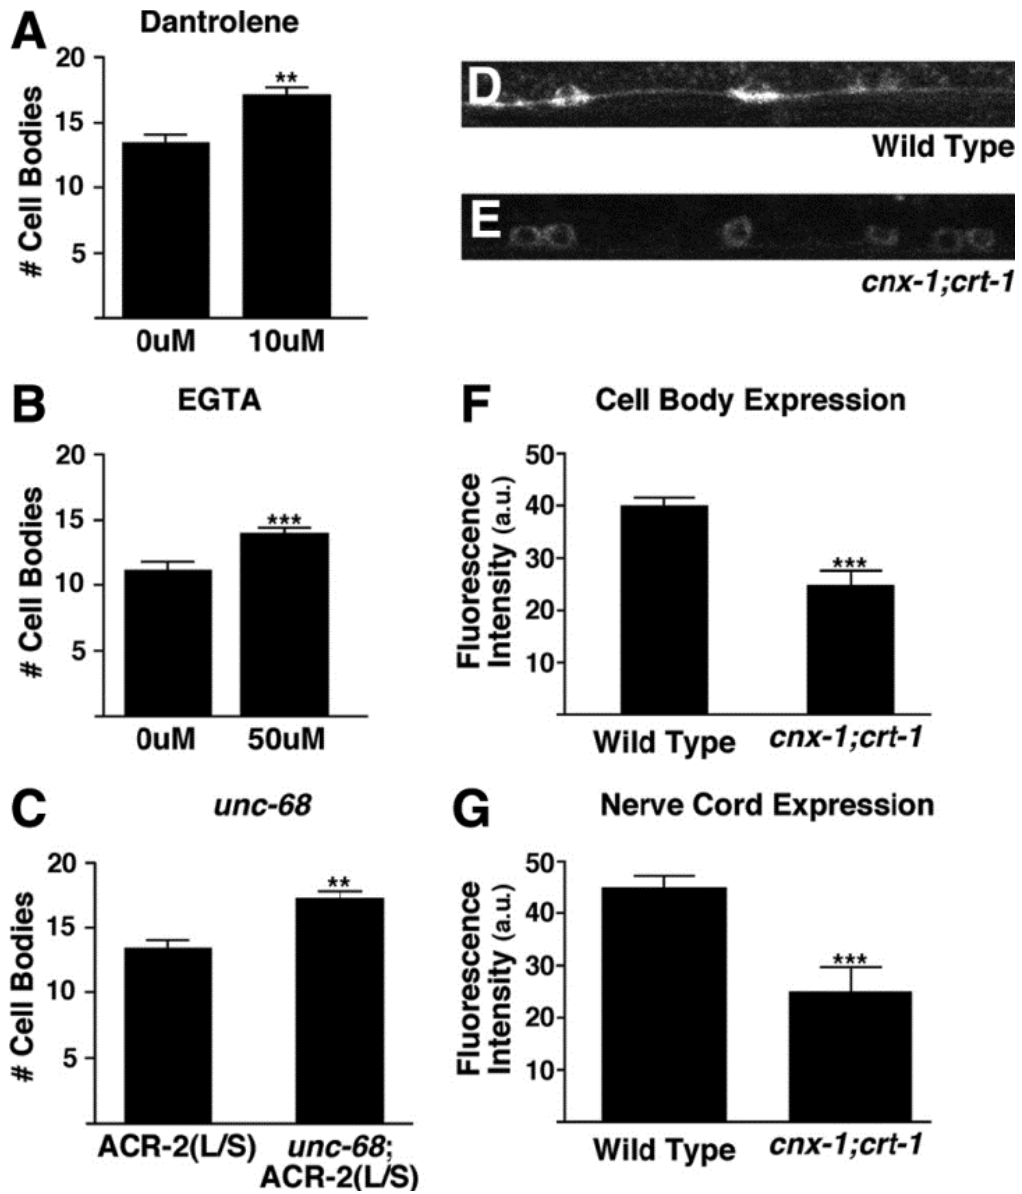 A
Dantrolene
# Cell Bodies
20
15
10
5
**
0uM 10uM
D
Wild Type
E
cnx-1;crt-1
B
EGTA
# Cell Bodies
20
15
10
5
***
0uM 50uM
C
unc-68
# Cell Bodies
20
15
10
5
**
ACR-2(L/S) unc-68;
ACR-2(L/S)
F
Cell Body Expression
Fluorescence
Intensity (a.u.)
50
40
30
20
10
***
Wild Type cnx-1;crt-1
G
Nerve Cord Expression
Fluorescence
Intensity (a.u.)
50
40
30
20
10
***
Wild Type cnx-1;crt-1